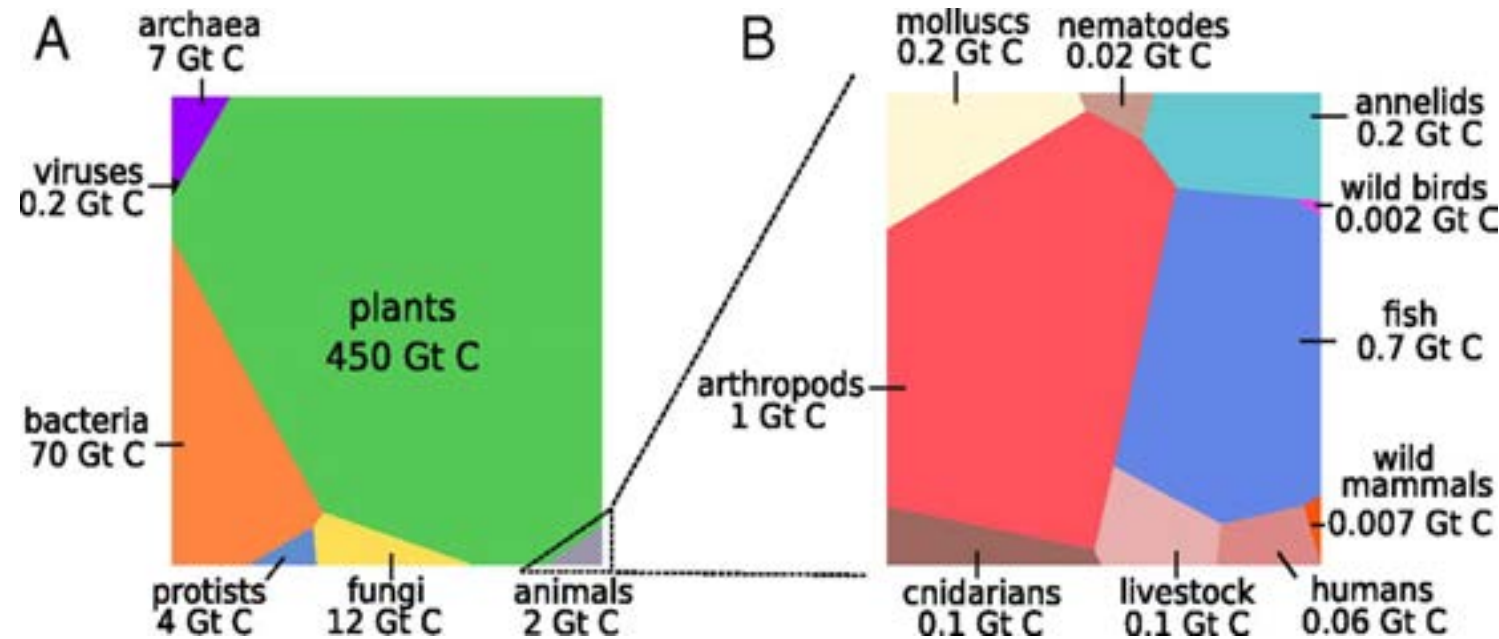 A
archaea
7 Gt C
viruses
0.2 Gt C
plants
450 Gt C
bacteria
70 Gt C
protists
4 Gt C
fungi
12 Gt C
animals
2 Gt C
B
molluscs
0.2 Gt C
nematodes
0.02 Gt C
annelids
0.2 Gt C
wild birds
0.002 Gt C
fish
0.7 Gt C
arthropods
1 Gt C
wild
mammals
0.007 Gt C
cnidarians
0.1 Gt C
livestock
0.1 Gt C
humans
0.06 Gt C